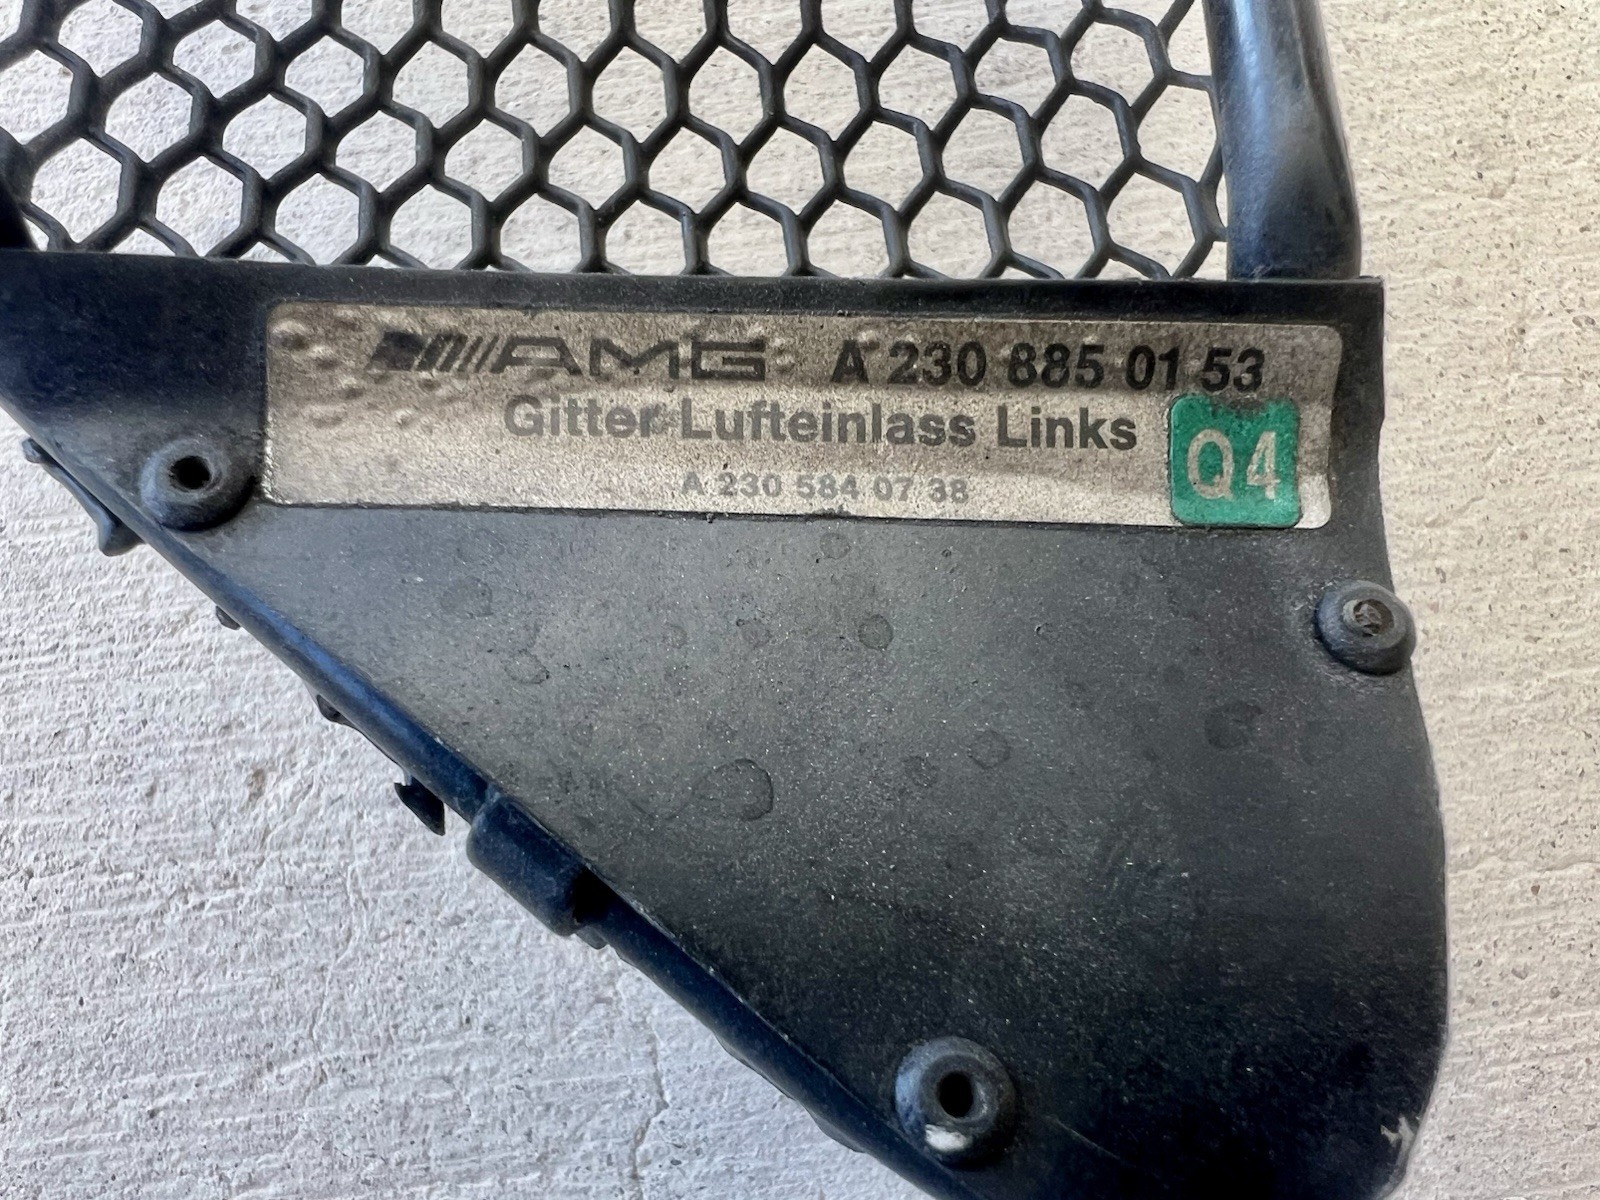 AMG A 230 885 01 53
Gitter Lufteinlass Links
Q4
A 230 584 07 38